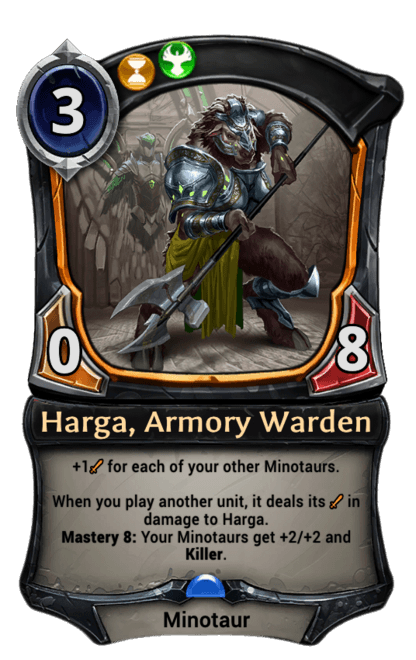 3
0
8
Harga, Armory Warden
+1 for each of your other Minotaurs.
When you play another unit, it deals its in
damage to Harga.
Mastery 8: Your Minotaurs get +2/+2 and
Killer.
Minotaur